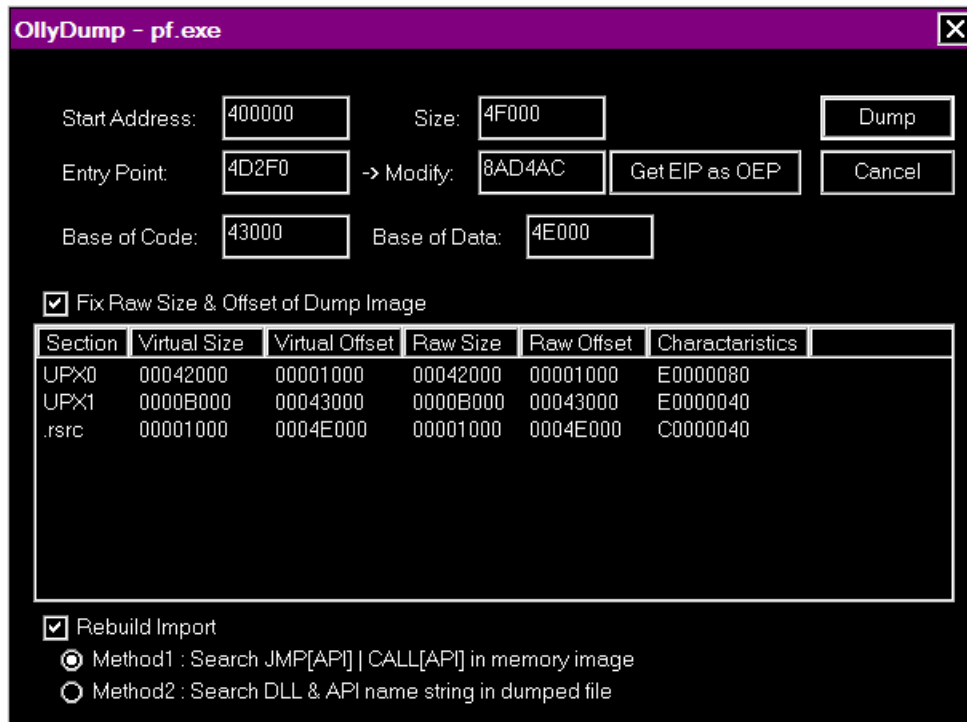 OllyDump - pf.exe
Start Address: 400000 Size: 4F000 Dump
Entry Point: 4D2F0 -> Modify: 8AD4AC Get EIP as OEP Cancel
Base of Code: 43000 Base of Data: 4E000
Fix Raw Size & Offset of Dump Image
Section Virtual Size Virtual Offset Raw Size Raw Offset Charactaristics
UPX0 00042000 00001000 00042000 00001000 E0000080
UPX1 0000B000 00043000 0000B000 00043000 E0000040
.rsrc 00001000 0004E000 00001000 0004E000 C0000040
Rebuild Import
Method1 : Search JMP[API] | CALL[API] in memory image
Method2 : Search DLL & API name string in dumped file